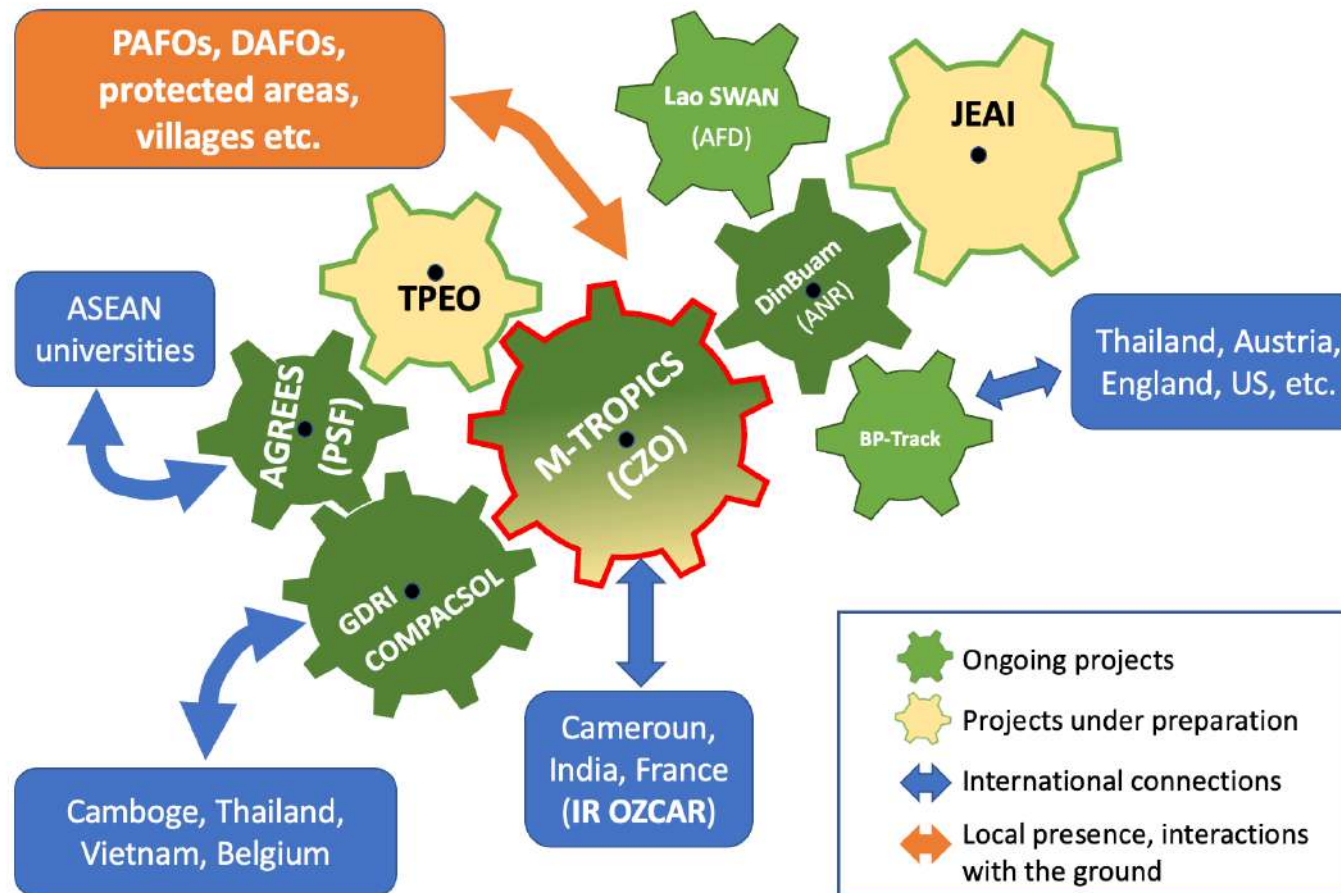 PAFOs, DAFOs,
protected areas,
villages etc.
Lao SWAN
(AFD)
JEAI
TPEO
DinBuam
(ANR)
ASEAN
universities
AGREES
(PSF)
M-TROPICS
(CZO)
Thailand, Austria,
England, US, etc.
BP-Track
GDRI
COMPACSOL
Camboge, Thailand,
Vietnam, Belgium
Cameroun,
India, France
(IR OZCAR)
Ongoing projects
Projects under preparation
International connections
Local presence, interactions
with the ground